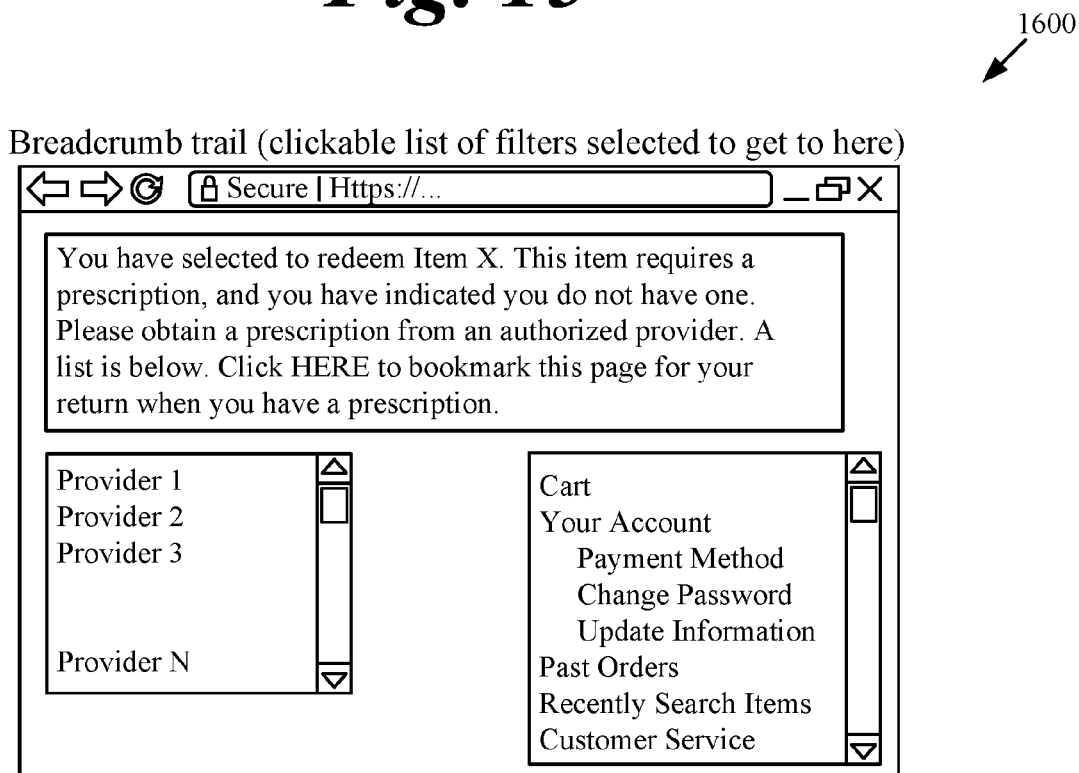 Fig. 15
1600
Breadcrumb trail (clickable list of filters selected to get to here)
Secure | Https://...
You have selected to redeem Item X. This item requires a
prescription, and you have indicated you do not have one.
Please obtain a prescription from an authorized provider. A
list is below. Click HERE to bookmark this page for your
return when you have a prescription.
Provider 1
Provider 2
Provider 3
Provider N
Cart
Your Account
Payment Method
Change Password
Update Information
Past Orders
Recently Search Items
Customer Service